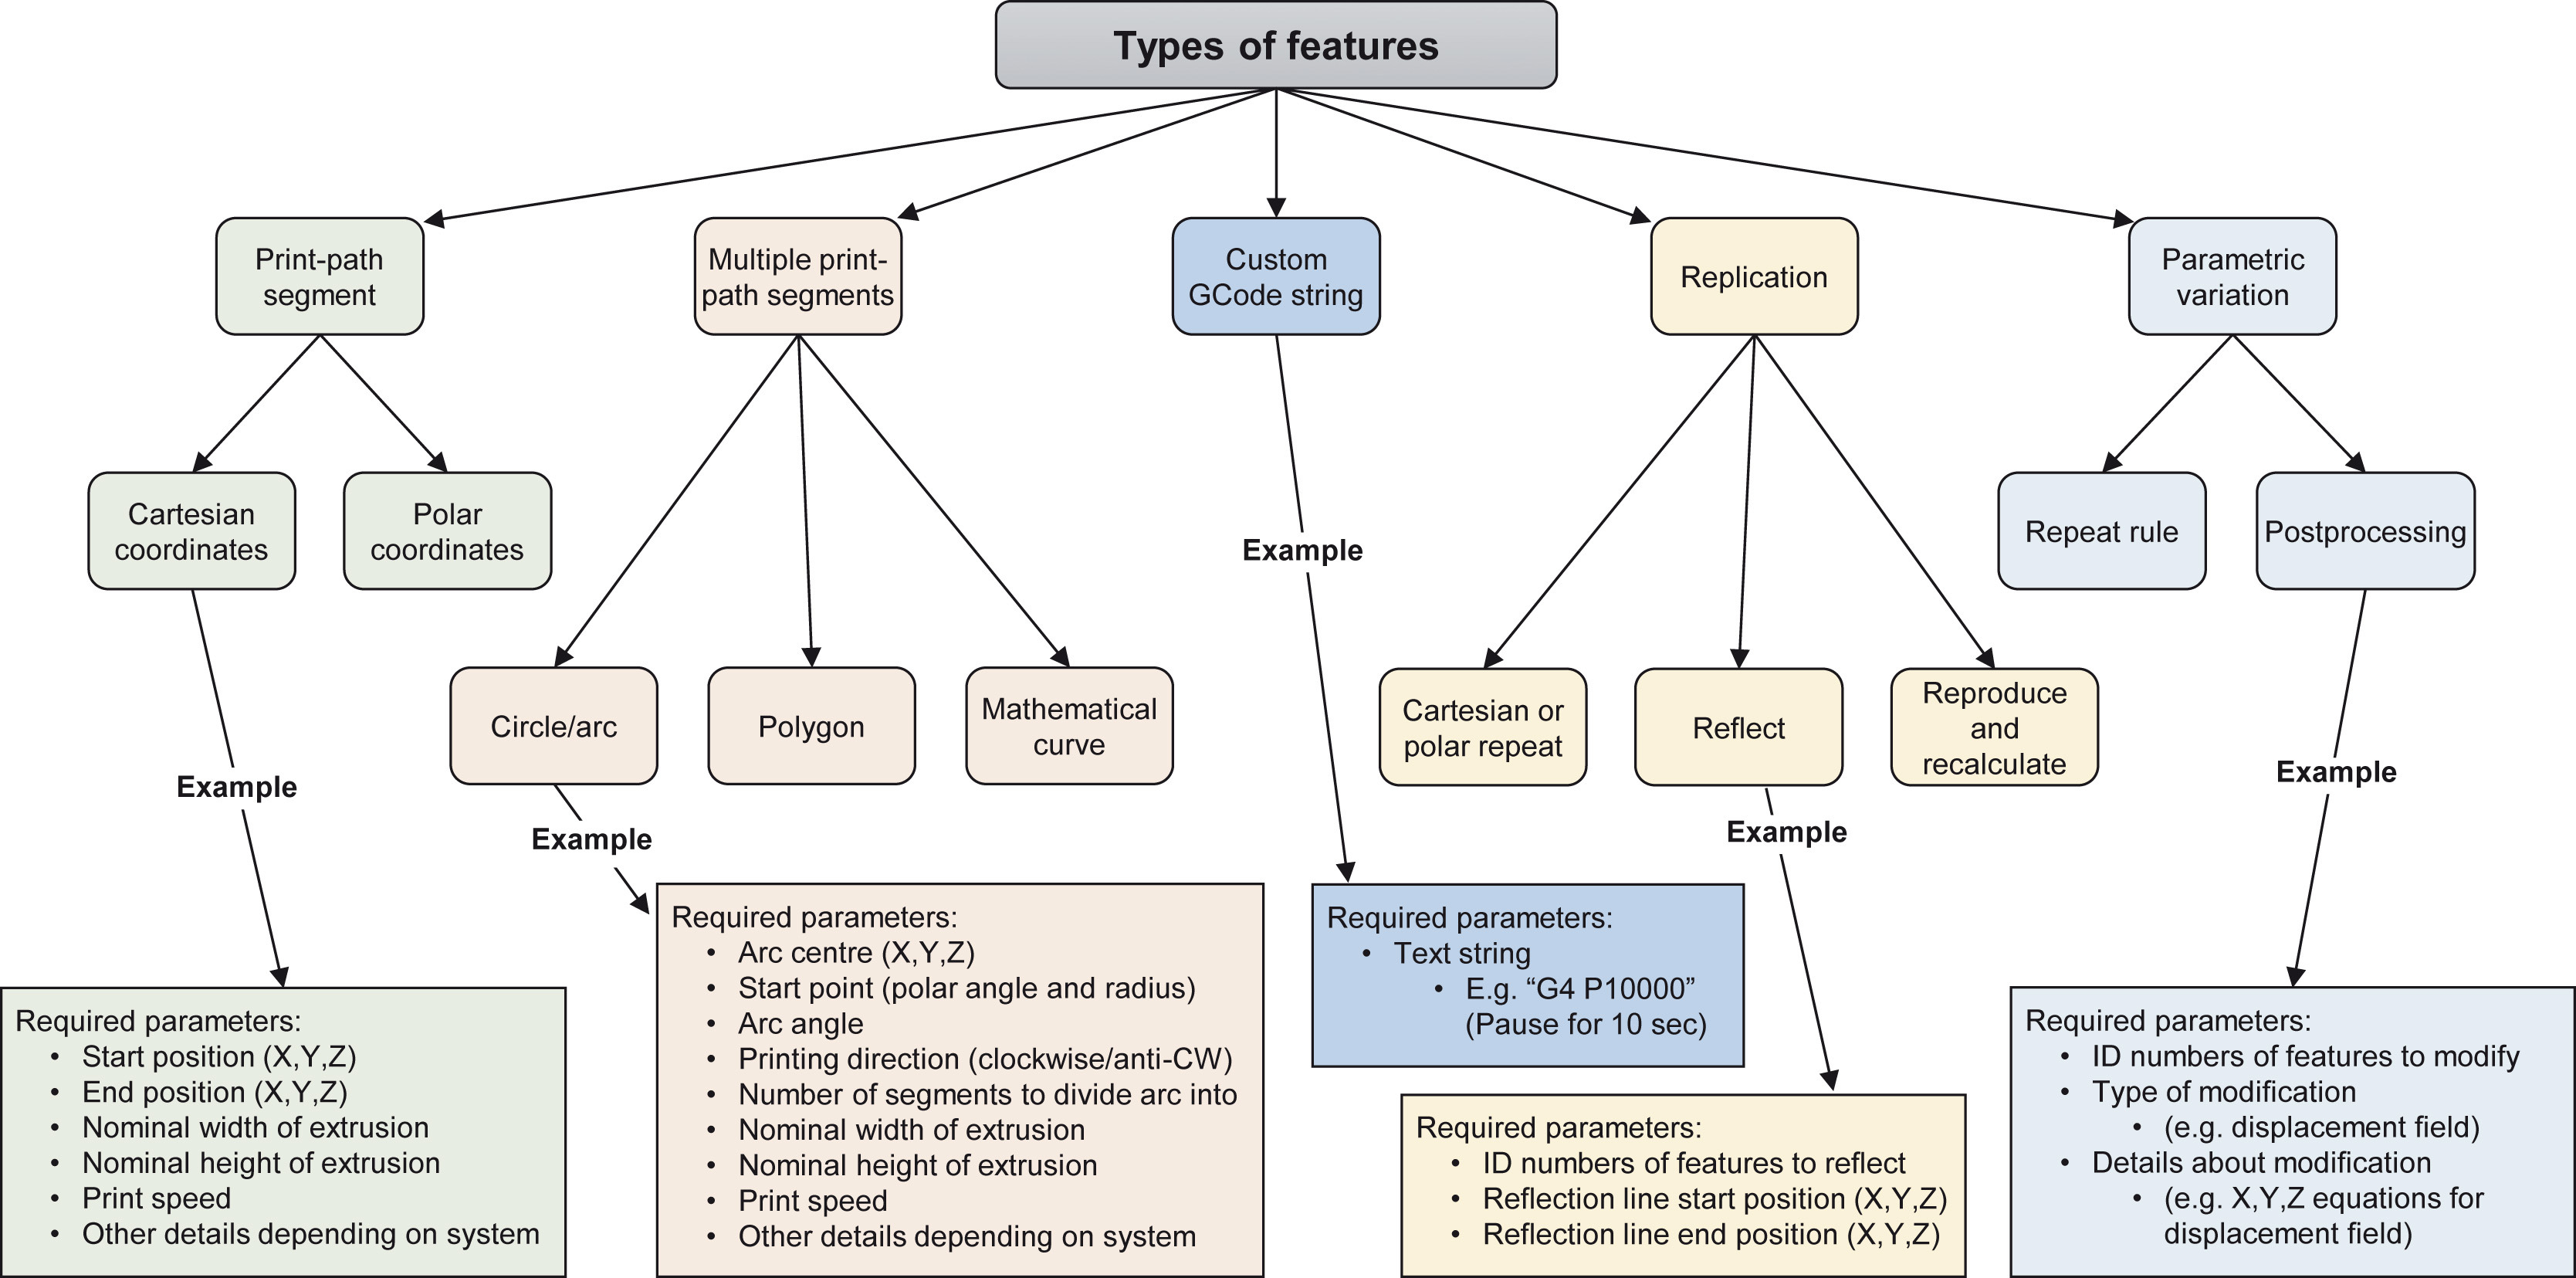 Types of features
Print-path
segment
Multiple print-
path segments
Custom
GCode string
Replication
Parametric
variation
Cartesian
coordinates
Polar
coordinates
Repeat rule
Postprocessing
Circle/arc
Polygon
Mathematical
curve
Cartesian or
polar repeat
Reflect
Reproduce
and
recalculate
Example
Example
Example
Example
Example
Required parameters:
• Start position (X,Y,Z)
• End position (X,Y,Z)
• Nominal width of extrusion
• Nominal height of extrusion
• Print speed
• Other details depending on system
Required parameters:
• Arc centre (X,Y,Z)
• Start point (polar angle and radius)
• Arc angle
• Printing direction (clockwise/anti-CW)
• Number of segments to divide arc into
• Nominal width of extrusion
• Nominal height of extrusion
• Print speed
• Other details depending on system
Required parameters:
• Text string
• E.g. “G4 P10000”
(Pause for 10 sec)
Required parameters:
• ID numbers of features to reflect
• Reflection line start position (X,Y,Z)
• Reflection line end position (X,Y,Z)
Required parameters:
• ID numbers of features to modify
• Type of modification
• (e.g. displacement field)
• Details about modification
• (e.g. X,Y,Z equations for
displacement field)